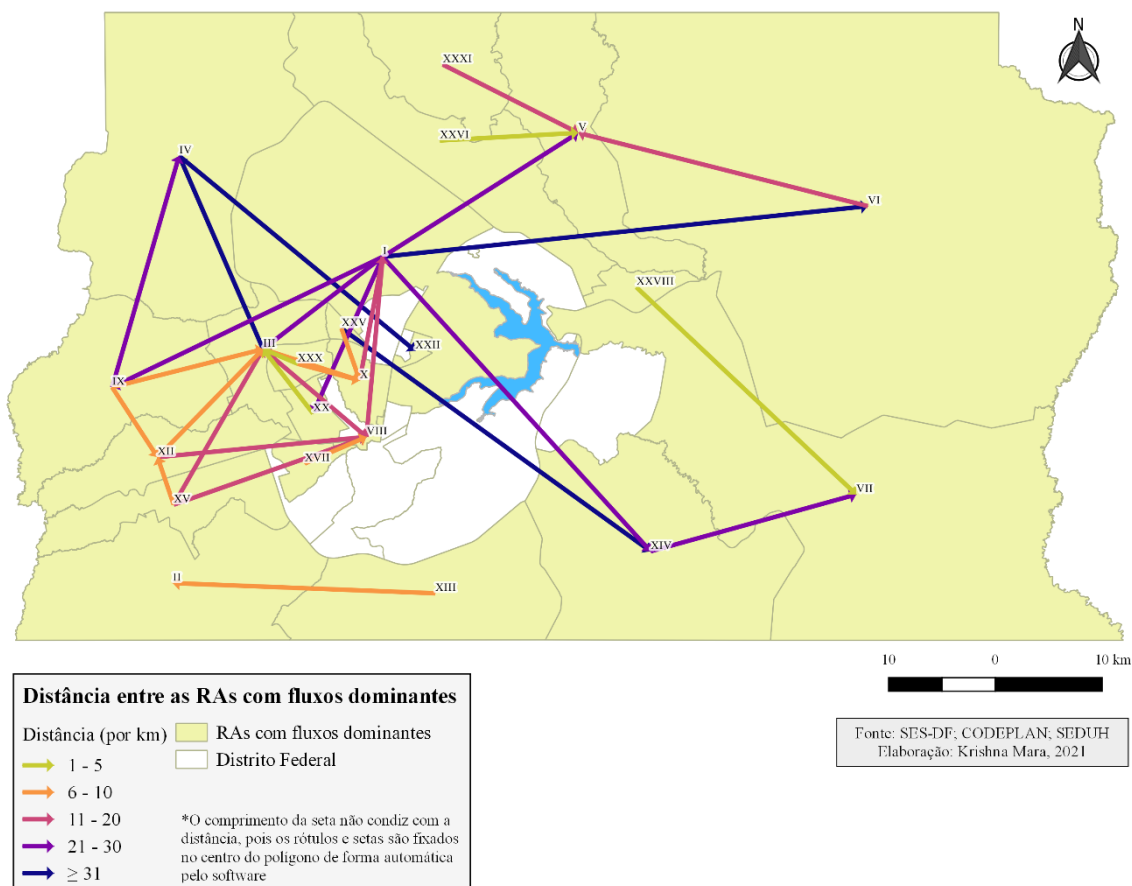 N
XXXI
V
XXVI
IV
VI
I
XXVIII
XXV
XXII
III
XXX
X
IX
XX
VIII
XII
XVII
XV
VII
XIV
II
XIII
10 0 10 km
Distância entre as RAs com fluxos dominantes
Distância (por km)
RAs com fluxos dominantes
Distrito Federal
1 - 5
6 - 10
11 - 20
21 - 30
≥ 31
*O comprimento da seta não condiz com a
distância, pois os rótulos e setas são fixados
no centro do polígono de forma automática
pelo software
Fonte: SES-DF; CODEPLAN; SEDUH
Elaboração: Krishna Mara, 2021